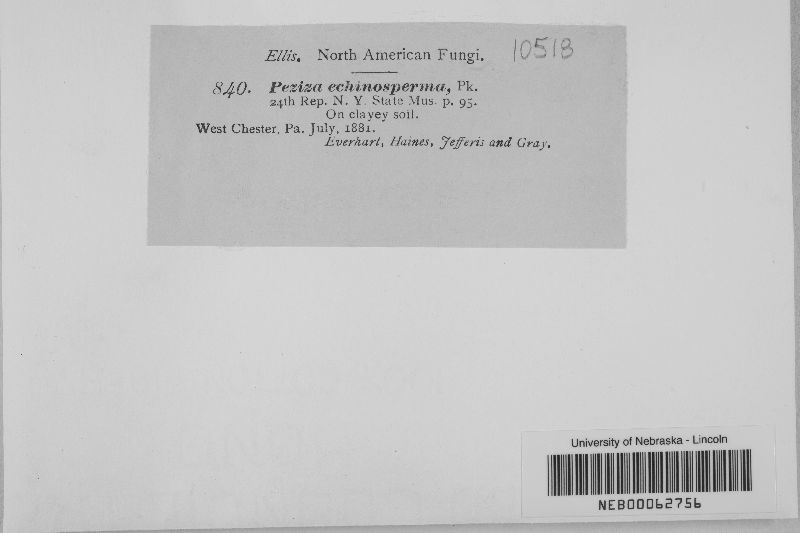 Ellis. North American Fungi. 10518
840. Peziza echinosperma, Pk.
24th Rep. N. Y. State Mus. p. 95.
On clayey soil.
West Chester, Pa. July, 1881.
Everhart, Haines, Jefferis and Gray.
University of Nebraska - Lincoln
NEB00062756